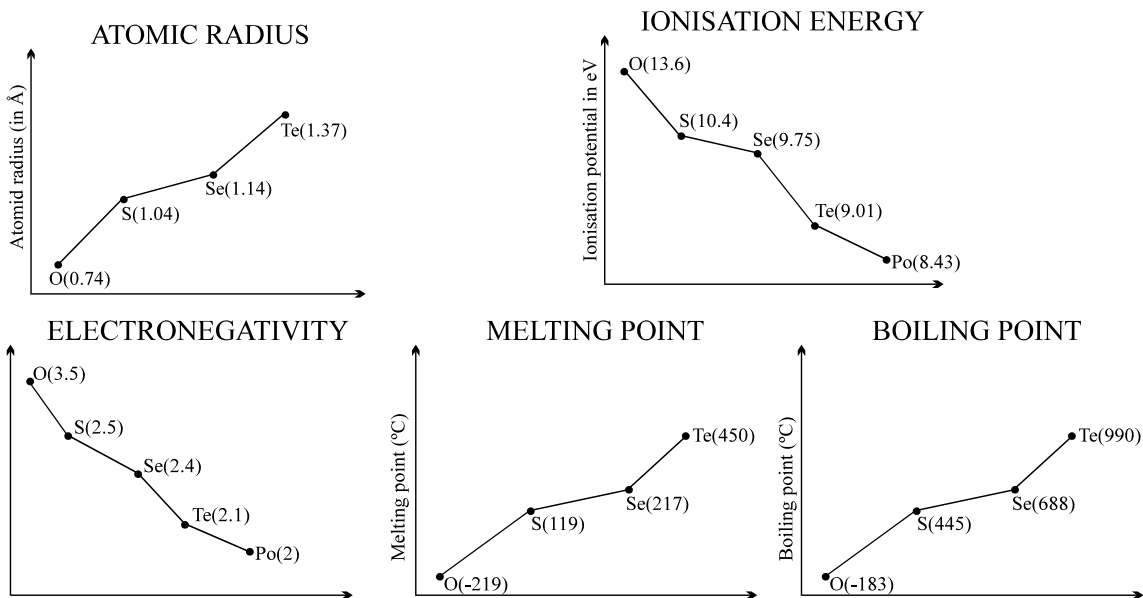 ATOMIC RADIUS
Atomid radius (in Å)
O(0.74)
S(1.04)
Se(1.14)
Te(1.37)
IONISATION ENERGY
Ionisation potential in eV
O(13.6)
S(10.4)
Se(9.75)
Te(9.01)
Po(8.43)
ELECTRONEGATIVITY
O(3.5)
S(2.5)
Se(2.4)
Te(2.1)
Po(2)
MELTING POINT
Melting point (ºC)
O(-219)
S(119)
Se(217)
Te(450)
BOILING POINT
Boiling point (ºC)
O(-183)
S(445)
Se(688)
Te(990)